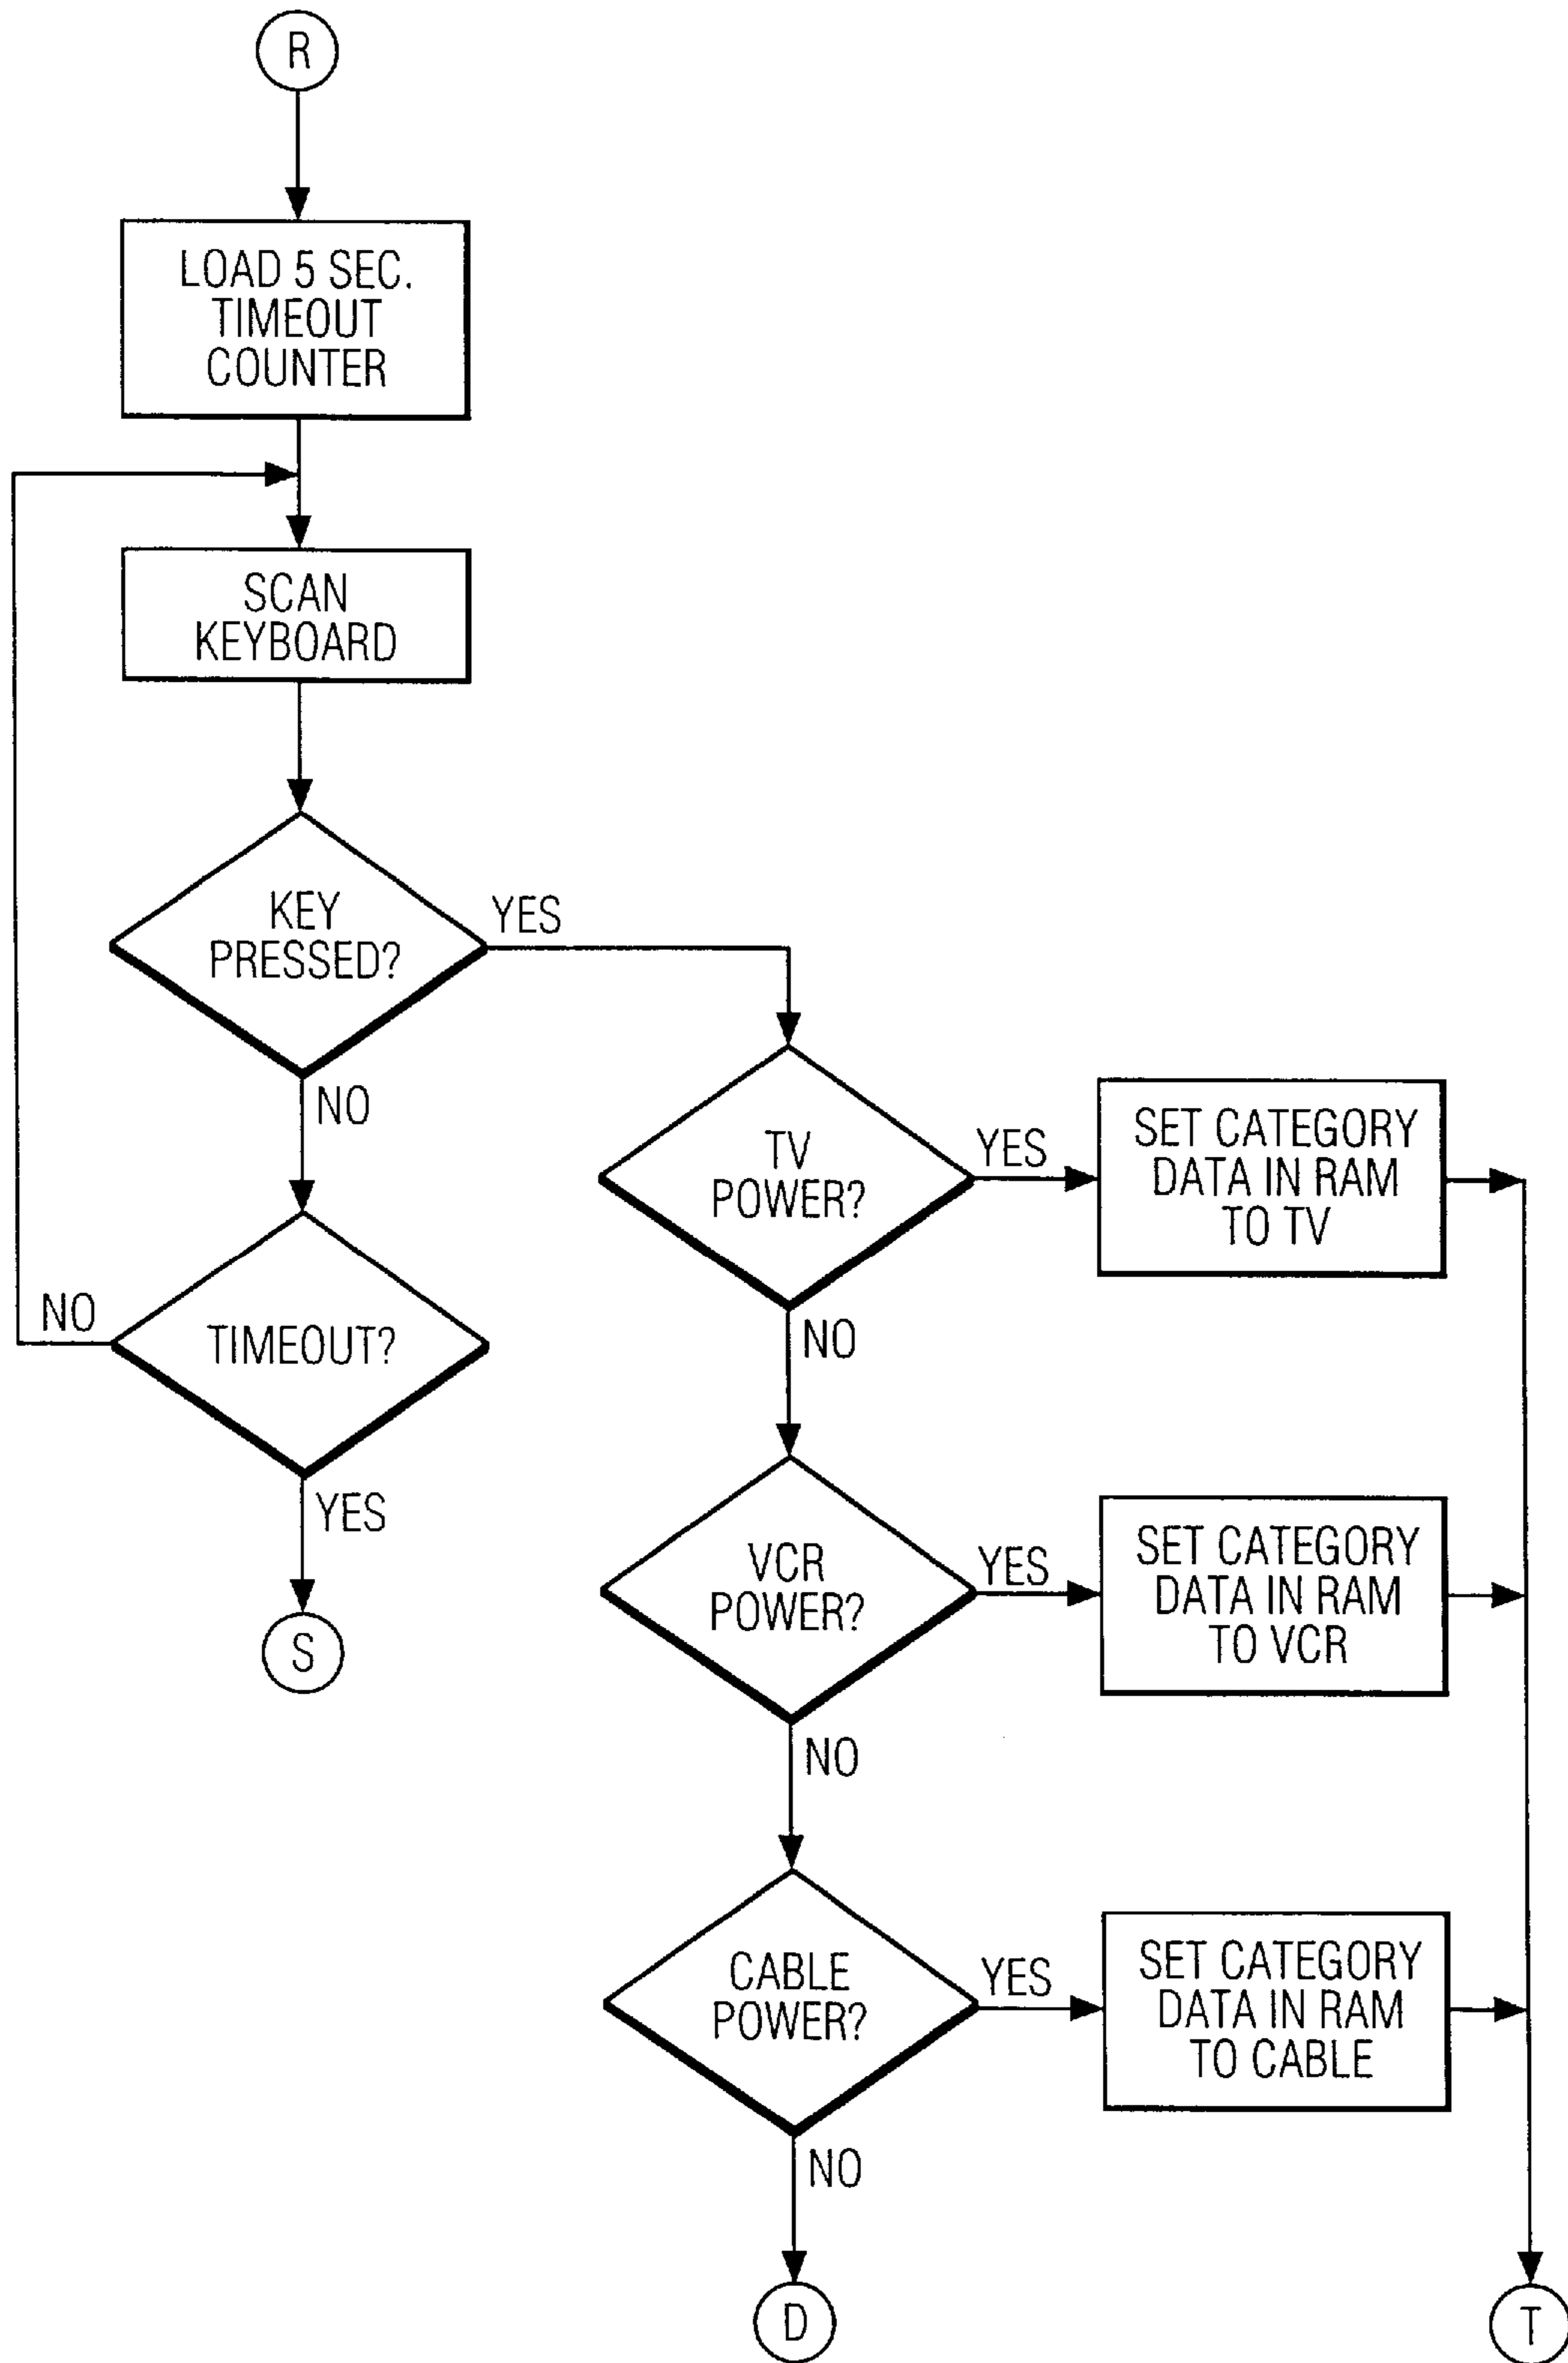 R
LOAD 5 SEC.
TIMEOUT
COUNTER
SCAN
KEYBOARD
KEY
PRESSED?
YES
NO
TIMEOUT?
NO
YES
S
TV
POWER?
YES
SET CATEGORY
DATA IN RAM
TO TV
NO
VCR
POWER?
YES
SET CATEGORY
DATA IN RAM
TO VCR
NO
CABLE
POWER?
YES
SET CATEGORY
DATA IN RAM
TO CABLE
NO
D
T